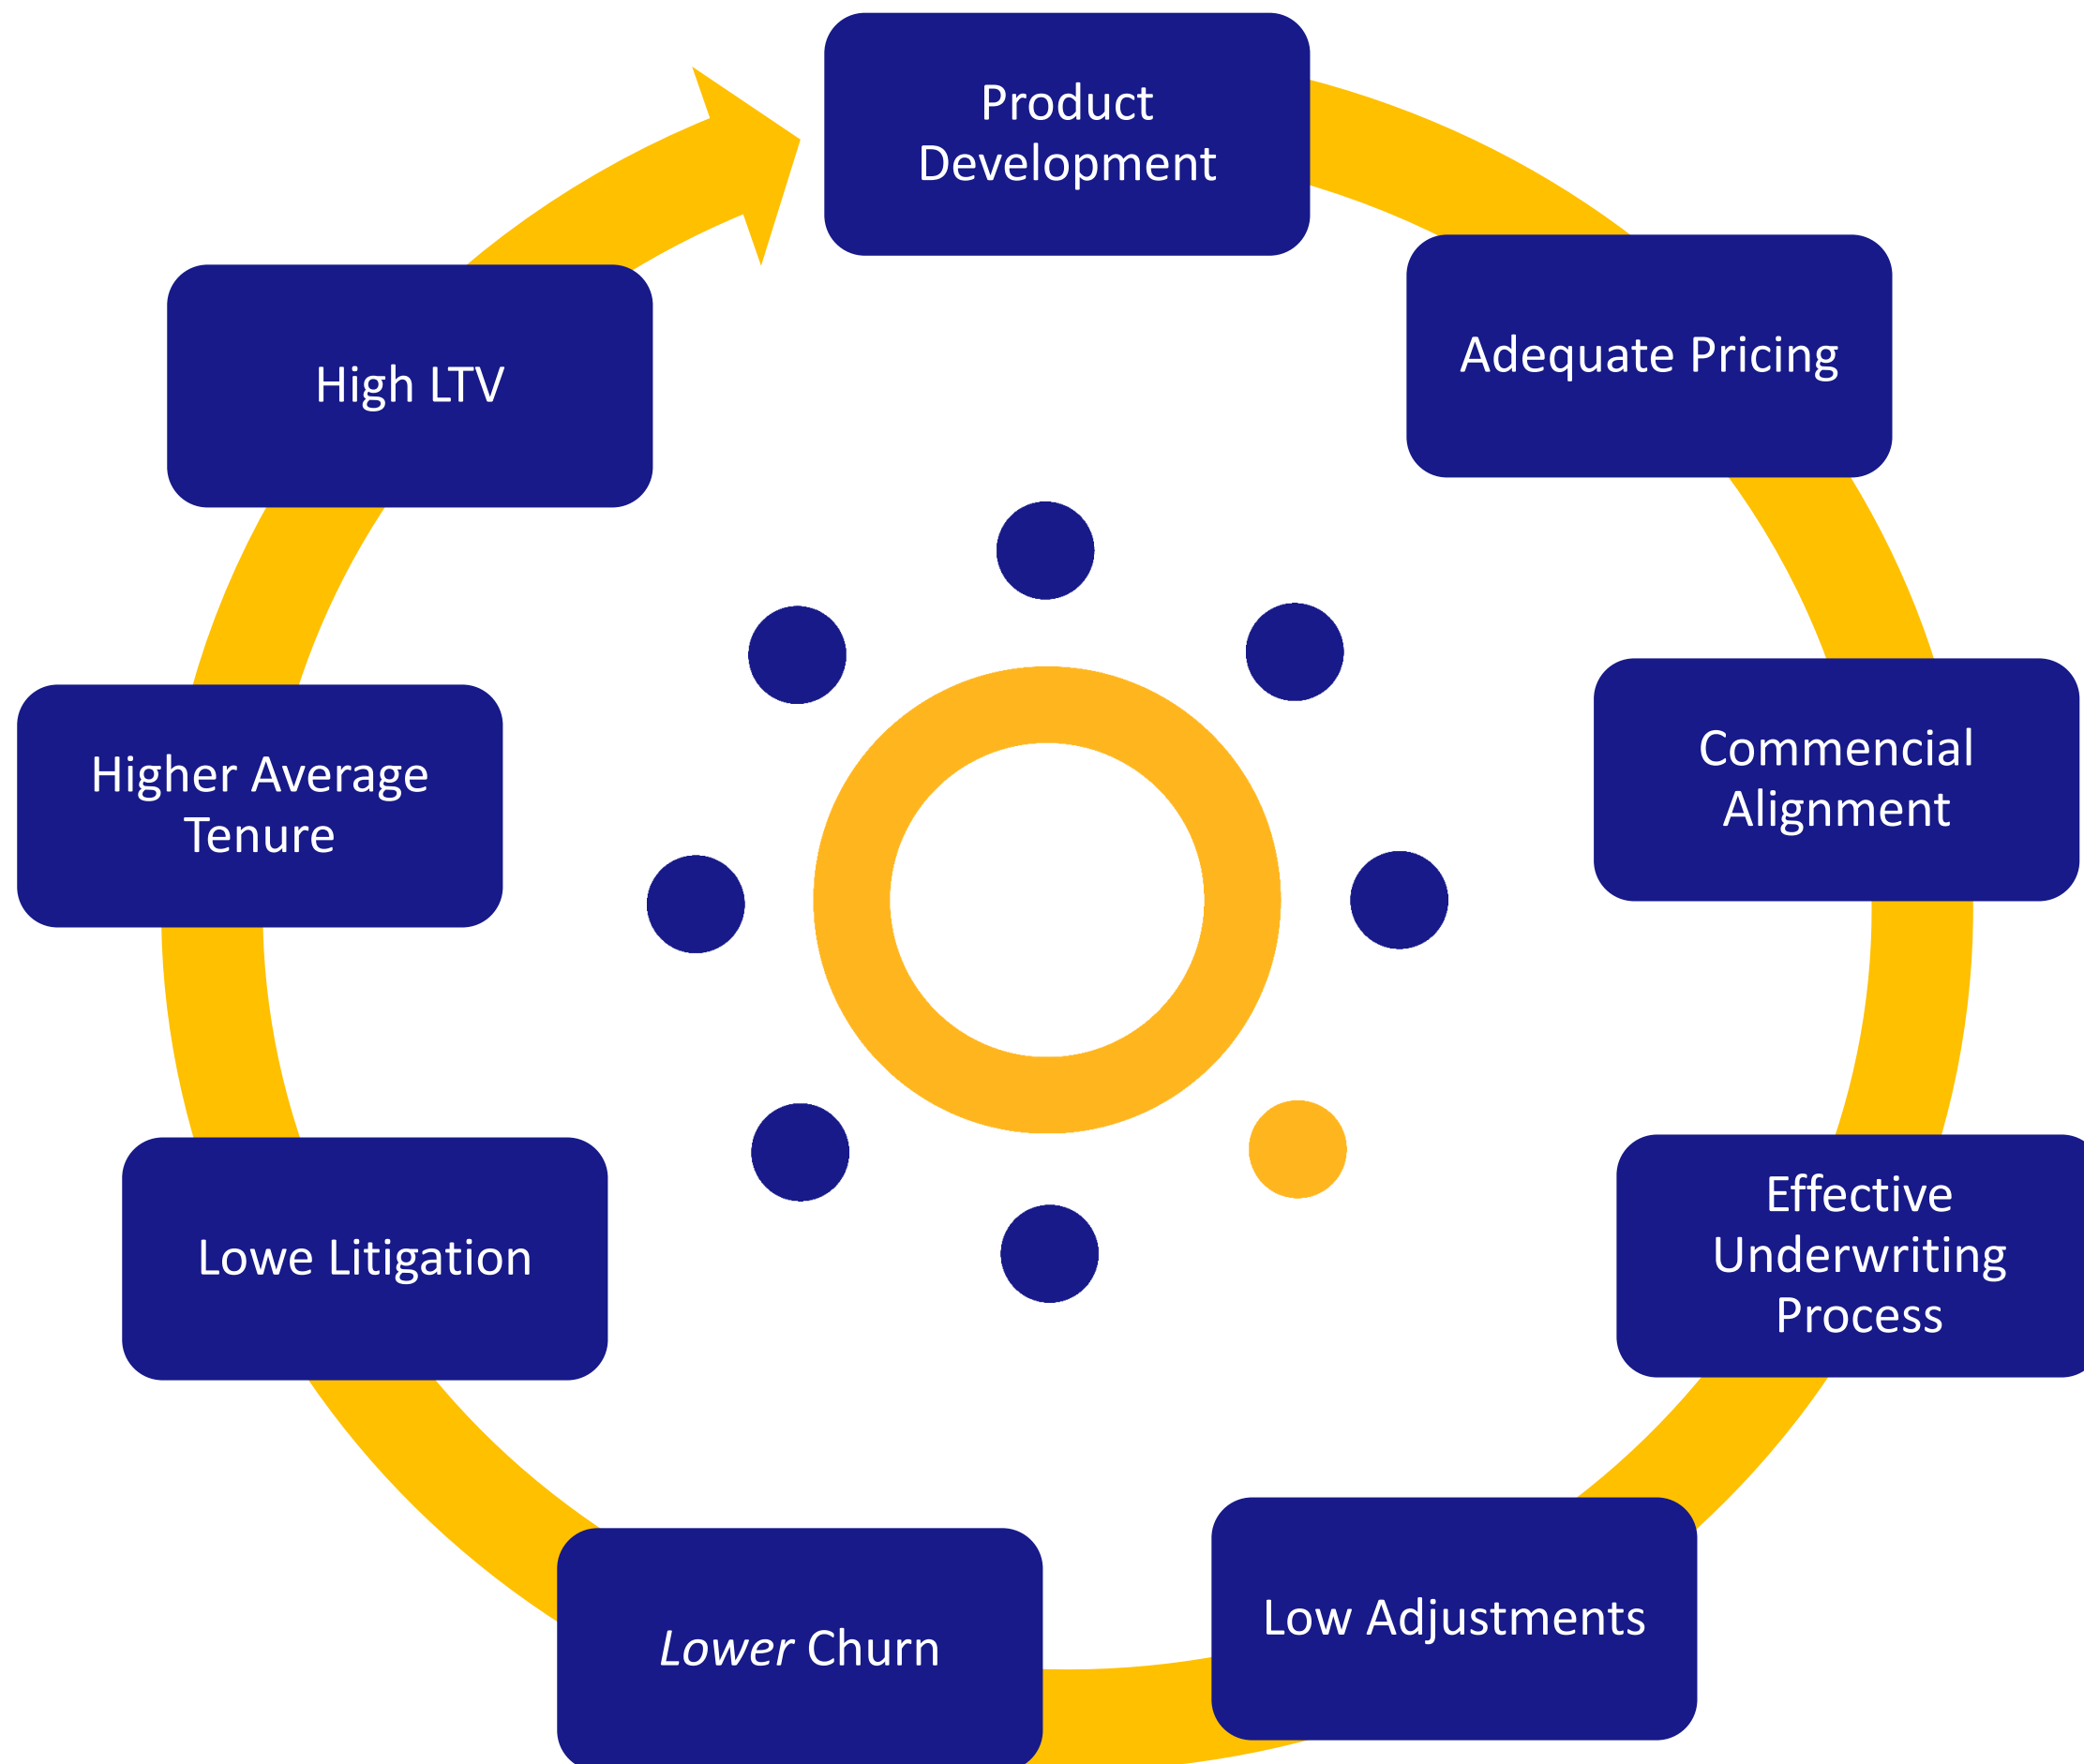 Product
Development
Adequate Pricing
Commencial
Alignment
Effective
Underwriting
Process
Low Adjustments
Lower Churn
Lowe Litigation
Higher Average
Tenure
High LTV